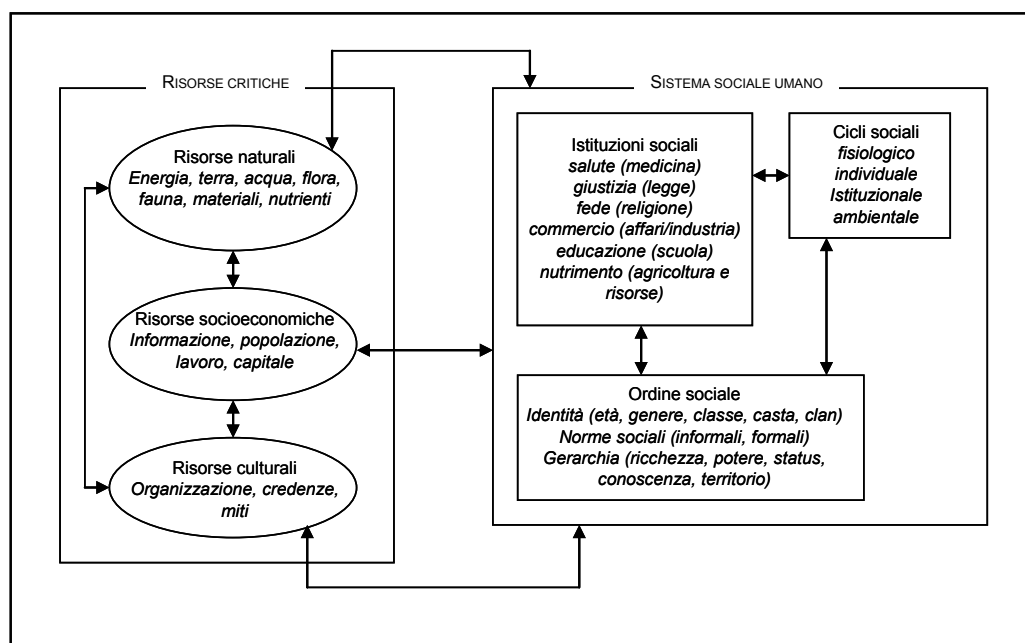 RISORSE CRITICHE
Risorse naturali
Energia, terra, acqua, flora,
fauna, materiali, nutrienti
Risorse socioeconomiche
Informazione, popolazione,
lavoro, capitale
Risorse culturali
Organizzazione, credenze,
miti
SISTEMA SOCIALE UMANO
Istituzioni sociali
salute (medicina)
giustizia (legge)
fede (religione)
commercio (affari/industria)
educazione (scuola)
nutrimento (agricoltura e
risorse)
Cicli sociali
fisiologico
individuale
Istituzionale
ambientale
Ordine sociale
Identità (età, genere, classe, casta, clan)
Norme sociali (informali, formali)
Gerarchia (ricchezza, potere, status,
conoscenza, territorio)